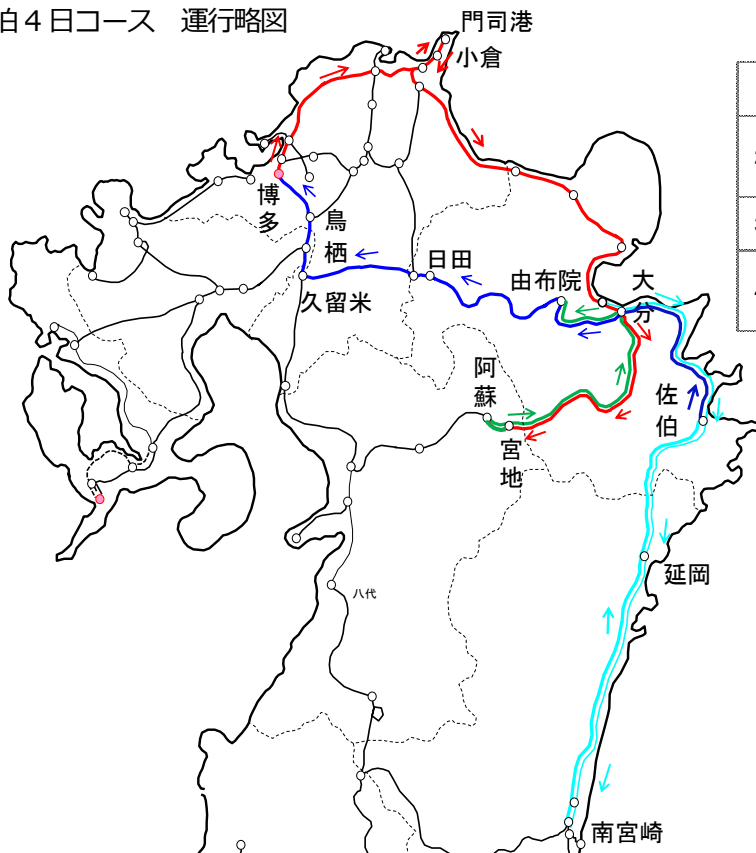 泊4日コース 運行略図
門司港
小倉
博多
鳥栖
久留米
日田
由布院
大分
阿蘇
宮地
佐伯
延岡
八代
南宮崎